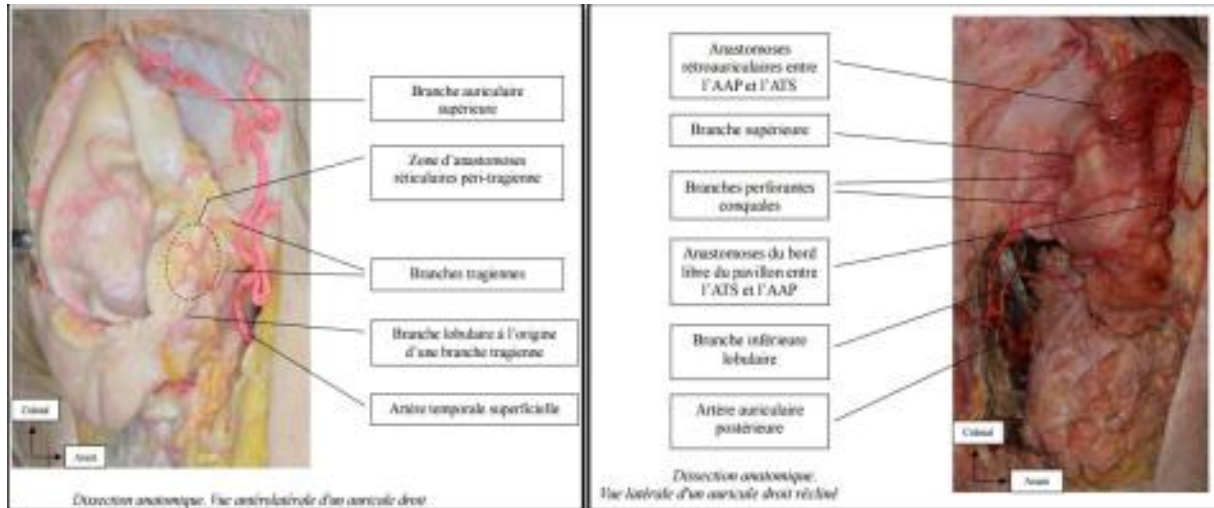 Branche auriculaire
supérieure
Zone d'anastomoses
réticulaires péri-tragienne
Branches tragiennes
Branche lobulaire à l'origine
d'une branche tragienne
Artère temporale superficielle
Crânial
Avant
Dissection anatomique. Vue antérolatérale d'un auricule droit
Anastomoses
rétroauriculaires entre
l'AAP et l'ATS
Branche supérieure
Branches perforantes
conquales
Anastomoses du bord
libre du pavillon entre
l'ATS et l'AAP
Branche inférieure
lobulaire
Artère auriculaire
postérieure
Crânial
Avant
Dissection anatomique.
Vue latérale d'un auricule droit récliné